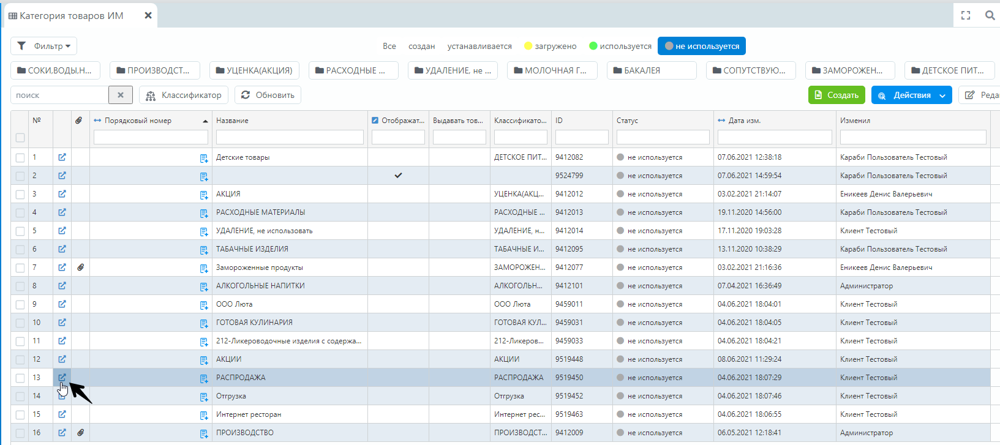 Категория товаров ИМ
Фильтр Все создан устанавливается загружено используется не используется
СОКИ,ВОДЫ,Н... ПРОИЗВОДСТ... УЦЕНКА(АКЦИЯ) РАСХОДНЫЕ ... УДАЛЕНИЕ, не ... МОЛОЧНАЯ Г... БАКАЛЕЯ СОПУТСТВУЮ... ЗАМОРОЖЕН... ДЕТСКОЕ ПИТ...
поиск Классификатор Обновить Создать Действия Реда
№ Порядковый номер Название Отображат... Выдавать тов... Классификато... ID Статус Дата изм. Изменил
1 Детские товары ДЕТСКОЕ ПИТ... 9412082 не используется 07.06.2021 12:38:18 Караби Пользователь Тестовый
2 9524799 не используется 07.06.2021 14:59:54 Караби Пользователь Тестовый
3 АКЦИЯ УЦЕНКА(АКЦ... 9412012 не используется 03.02.2021 21:14:07 Еникеев Денис Валерьевич
4 РАСХОДНЫЕ МАТЕРИАЛЫ РАСХОДНЫЕ ... 9412013 не используется 19.11.2020 14:56:00 Караби Пользователь Тестовый
5 УДАЛЕНИЕ, не использовать УДАЛЕНИЕ, н... 9412014 не используется 17.11.2020 19:03:28 Клиент Тестовый
6 ТАБАЧНЫЕ ИЗДЕЛИЯ ТАБАЧНЫЕ И... 9412095 не используется 13.11.2020 10:38:29 Караби Пользователь Тестовый
7 Замороженные продукты ЗАМОРОЖЕН... 9412077 не используется 03.02.2021 21:16:36 Еникеев Денис Валерьевич
8 АЛКОГОЛЬНЫЕ НАПИТКИ АЛКОГОЛЬН... 9412101 не используется 07.04.2021 16:36:49 Администратор
9 ООО Люта ООО Люта 9459011 не используется 04.06.2021 18:04:01 Клиент Тестовый
10 ГОТОВАЯ КУЛИНАРИЯ ГОТОВАЯ КУЛ... 9459031 не используется 04.06.2021 18:04:05 Клиент Тестовый
11 212-Ликероводочные изделия с содержа... 212-Ликеров... 9459033 не используется 04.06.2021 18:04:21 Клиент Тестовый
12 АКЦИИ АКЦИИ 9519448 не используется 08.06.2021 11:29:24 Клиент Тестовый
13 РАСПРОДАЖА РАСПРОДАЖА 9519450 не используется 04.06.2021 18:07:29 Клиент Тестовый
14 Отгрузка Отгрузка 9519452 не используется 04.06.2021 18:07:46 Клиент Тестовый
15 Интернет ресторан Интернет рес... 9519463 не используется 04.06.2021 18:06:55 Клиент Тестовый
16 ПРОИЗВОДСТВО ПРОИЗВОДСТ... 9412009 не используется 06.05.2021 12:18:41 Администратор